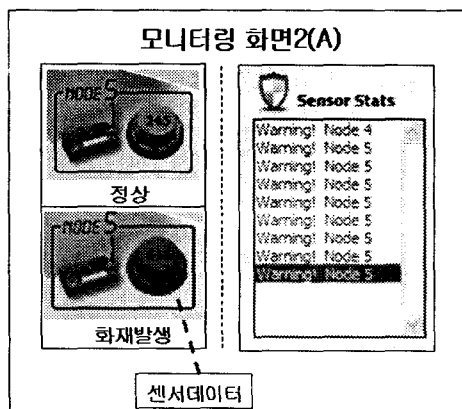 모니터링 화면2(A)
NODE 5
245
정상
NODE 5
화재발생
센서데이터
Sensor Stats
Warning! Node 4
Warning! Node 5
Warning! Node 5
Warning! Node 5
Warning! Node 5
Warning! Node 5
Warning! Node 5
Warning! Node 5
Warning! Node 5